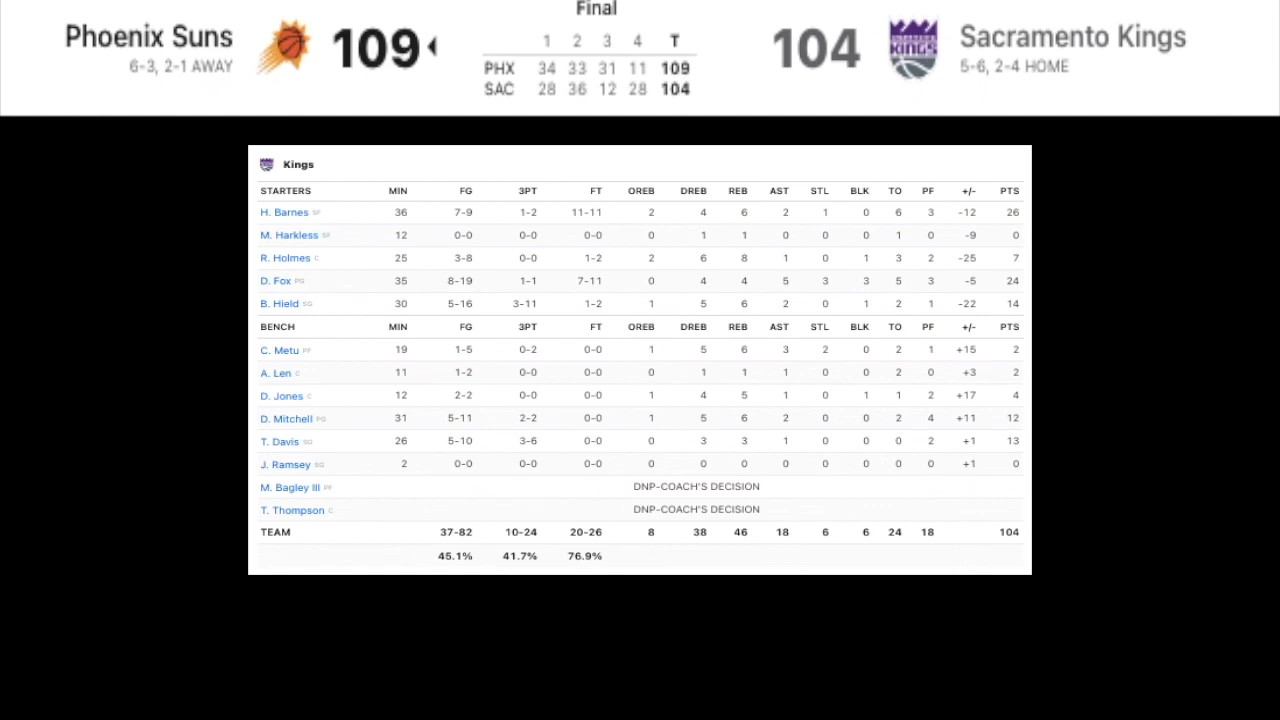 Final
Phoenix Suns 109 1 2 3 4 T 104 Sacramento Kings
6-3, 2-1 AWAY PHX 34 33 31 11 109 KINGS 5-6, 2-4 HOME
SAC 28 36 12 28 104
Kings
STARTERS MIN FG 3PT FT OREB DREB REB AST STL BLK TO PF +/- PTS
H. Barnes SF 36 7-9 1-2 11-11 2 4 6 2 1 0 6 3 -12 26
M. Harkless SF 12 0-0 0-0 0-0 0 1 1 0 0 0 1 0 -9 0
R. Holmes C 25 3-8 0-0 1-2 2 6 8 1 0 1 3 2 -25 7
D. Fox PG 35 8-19 1-1 7-11 0 4 4 5 3 3 5 3 -5 24
B. Hield SG 30 5-16 3-11 1-2 1 5 6 2 0 1 2 1 -22 14
BENCH MIN FG 3PT FT OREB DREB REB AST STL BLK TO PF +/- PTS
C. Metu PF 19 1-5 0-2 0-0 1 5 6 3 2 0 2 1 +15 2
A. Len C 11 1-2 0-0 0-0 0 1 1 1 0 0 2 0 +3 2
D. Jones C 12 2-2 0-0 0-0 1 4 5 1 0 1 1 2 +17 4
D. Mitchell PG 31 5-11 2-2 0-0 1 5 6 2 0 0 2 4 +11 12
T. Davis SG 26 5-10 3-6 0-0 0 3 3 1 0 0 0 2 +1 13
J. Ramsey SG 2 0-0 0-0 0-0 0 0 0 0 0 0 0 0 +1 0
M. Bagley III PF DNP-COACH'S DECISION
T. Thompson C DNP-COACH'S DECISION
TEAM 37-82 10-24 20-26 8 38 46 18 6 6 24 18 104
45.1% 41.7% 76.9%